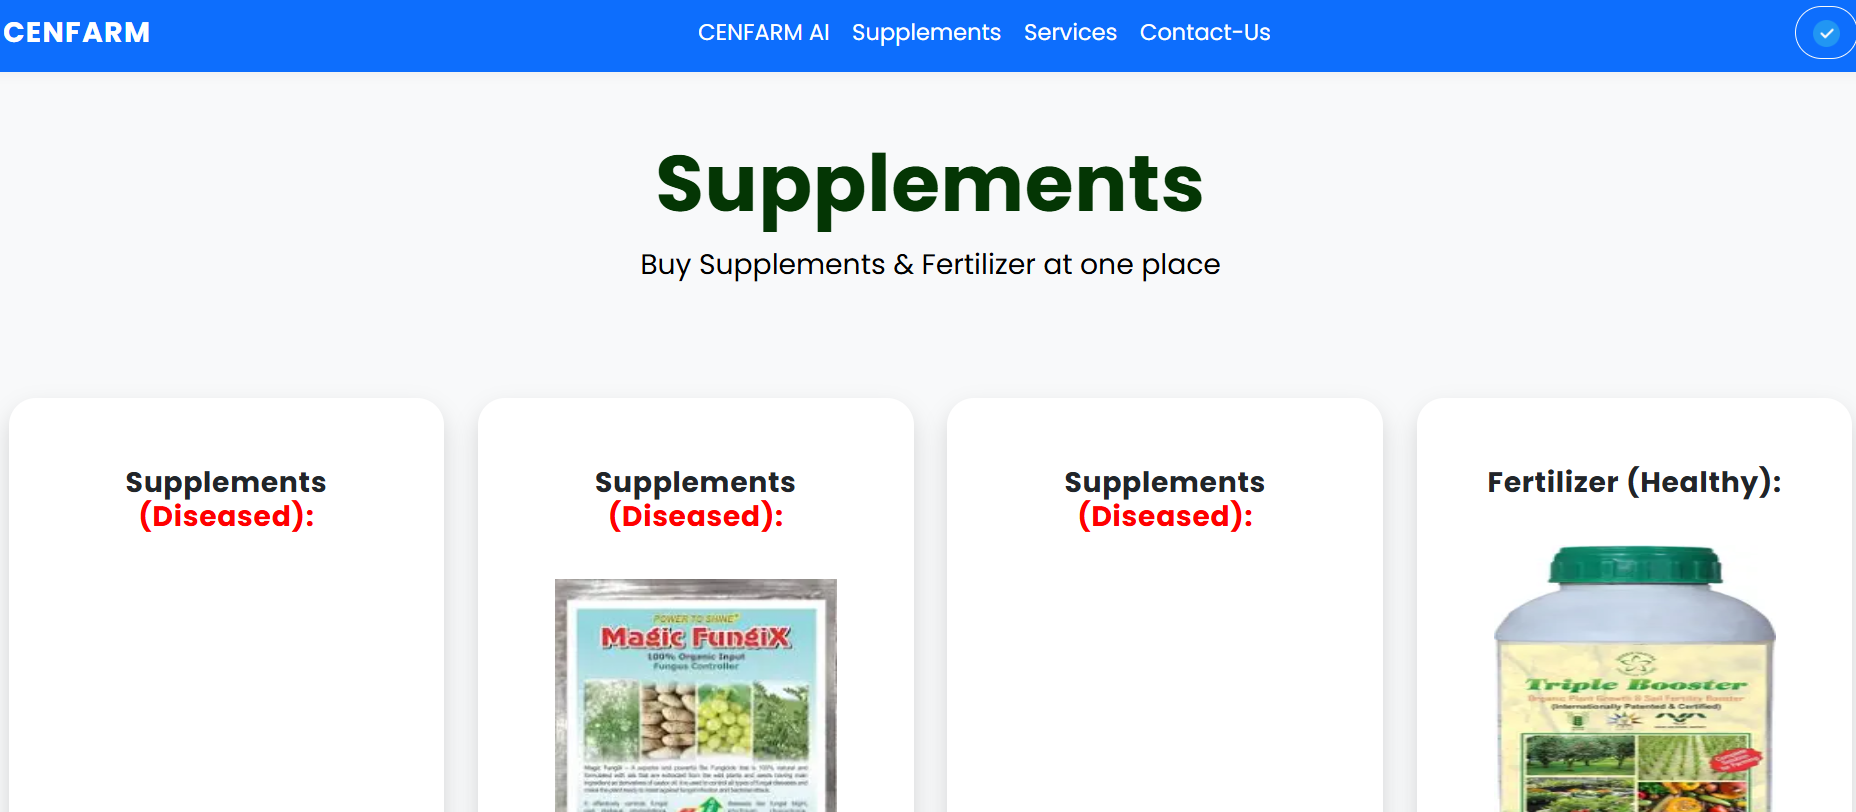 CENFARM
CENFARM AI Supplements Services Contact-Us
Supplements
Buy Supplements & Fertilizer at one place
Supplements
(Diseased):
Supplements
(Diseased):
POWER TO SHINE
Magic FungiX
100% Organic Input
Fungus Controller
Supplements
(Diseased):
Fertilizer (Healthy):
Triple Booster
Organic Plant Growth & Soil Fertility Booster
(Internationally Patented & Certified)